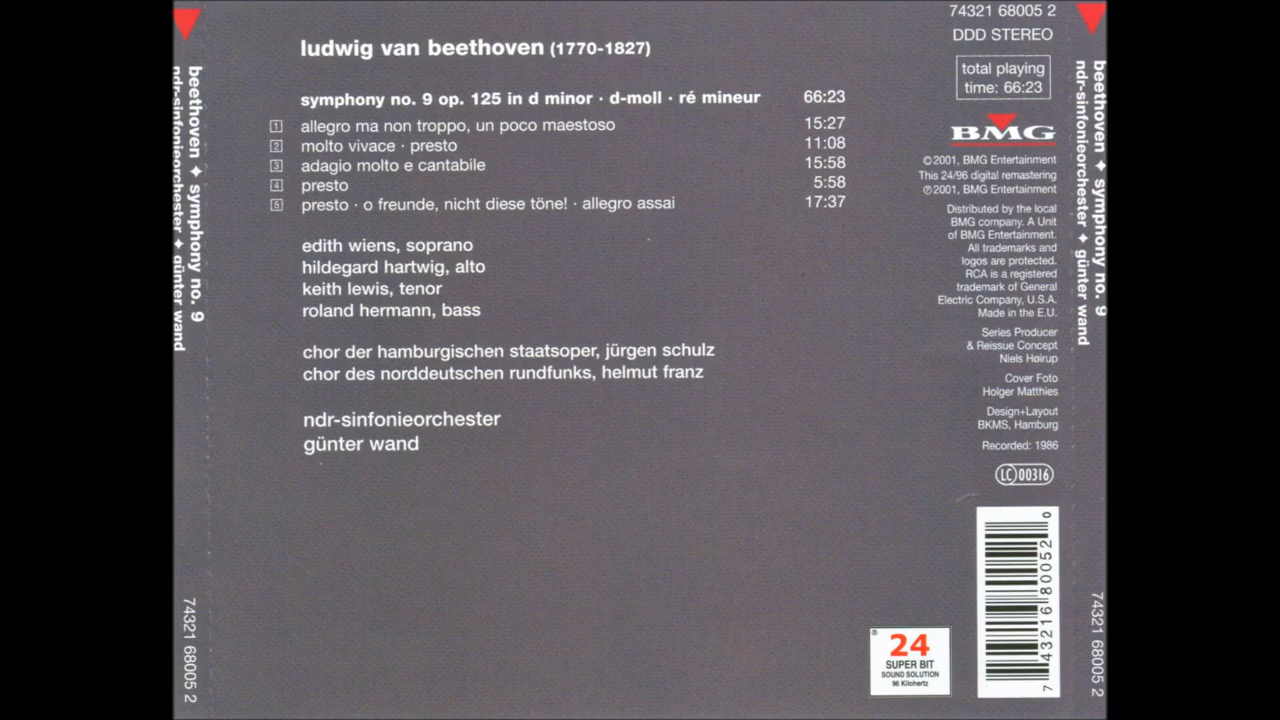 ludwig van beethoven (1770-1827)
symphony no. 9 op. 125 in d minor · d-moll · ré mineur 66:23
1 allegro ma non troppo, un poco maestoso 15:27
2 molto vivace · presto 11:08
3 adagio molto e cantabile 15:58
4 presto 5:58
5 presto · o freunde, nicht diese töne! · allegro assai 17:37
edith wiens, soprano
hildegard hartwig, alto
keith lewis, tenor
roland hermann, bass
chor der hamburgischen staatsoper, jürgen schulz
chor des norddeutschen rundfunks, helmut franz
ndr-sinfonieorchester
günter wand
74321 68005 2
DDD STEREO
total playing
time: 66:23
BMG
©2001, BMG Entertainment
This 24/96 digital remastering
℗2001, BMG Entertainment
Distributed by the local
BMG company. A Unit
of BMG Entertainment.
All trademarks and
logos are protected.
RCA is a registered
trademark of General
Electric Company, U.S.A.
Made in the E.U.
Series Producer
& Reissue Concept
Niels Høirup
Cover Foto
Holger Matthies
Design+Layout
BKMS, Hamburg
Recorded: 1986
LC 00316
7 43216 80052 0
®
24
SUPER BIT
SOUND SOLUTION
96 Kilohertz
beethoven ✦ symphony no. 9
ndr-sinfonieorchester ✦ günter wand
74321 68005 2
beethoven ✦ symphony no. 9
ndr-sinfonieorchester ✦ günter wand
74321 68005 2